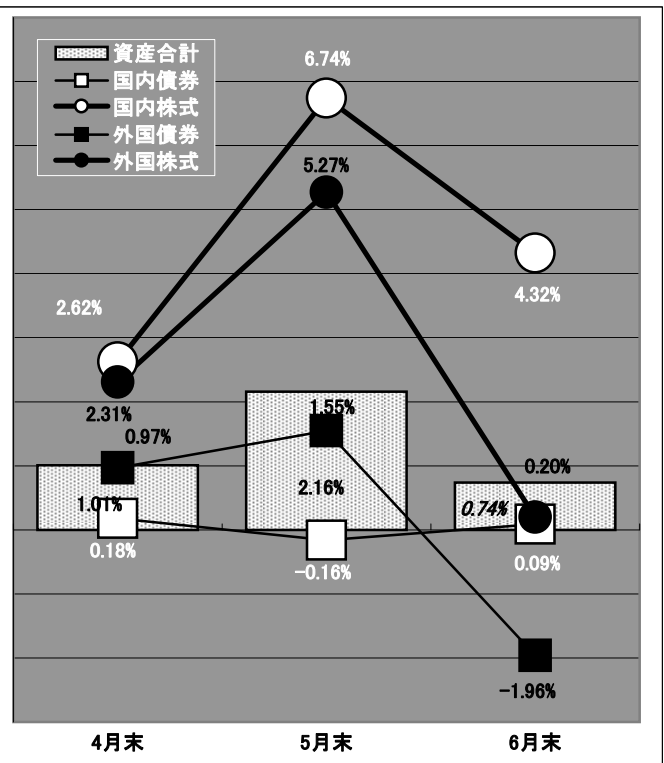 資産合計
国内債券
国内株式
外国債券
外国株式
6.74%
5.27%
2.62%
4.32%
2.31%
0.97%
1.55%
0.20%
1.01%
2.16%
0.74%
0.18%
-0.16%
0.09%
-1.96%
4月末 5月末 6月末